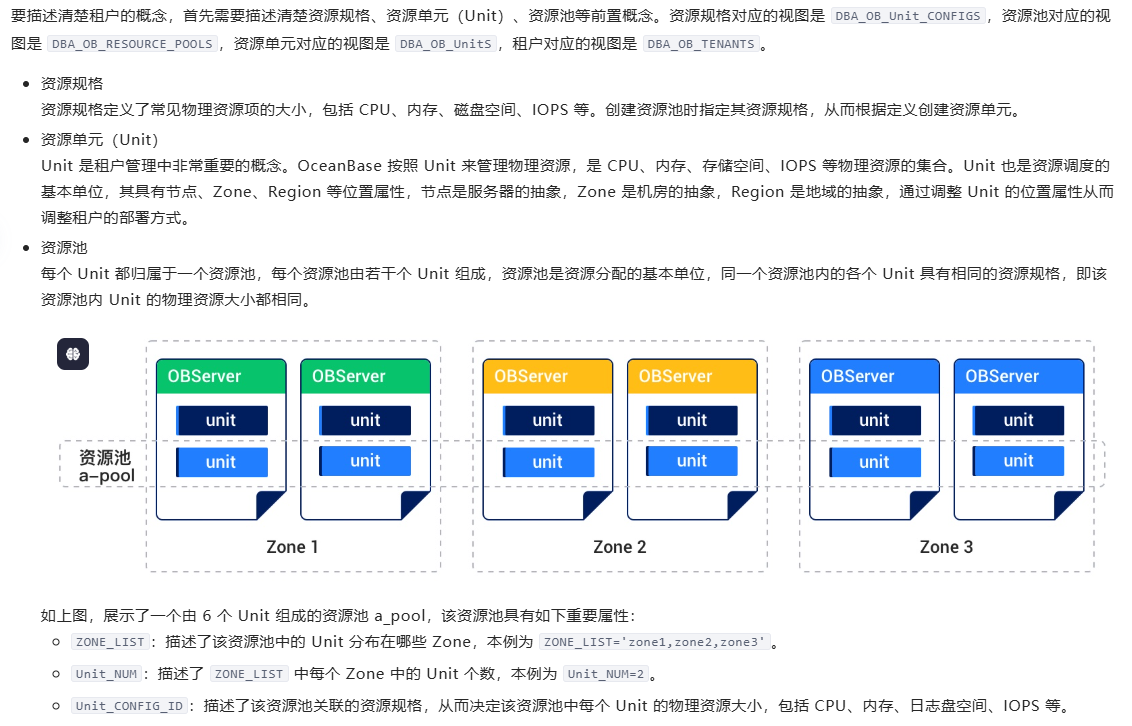 要描述清楚租户的概念，首先需要描述清楚资源规格、资源单元（Unit）、资源池等前置概念。资源规格对应的视图是 DBA_OB_Unit_CONFIGS，资源池对应的视
图是 DBA_OB_RESOURCE_POOLS，资源单元对应的视图是 DBA_OB_UnitS，租户对应的视图是 DBA_OB_TENANTS。
资源规格
资源规格定义了常见物理资源项的大小，包括 CPU、内存、磁盘空间、IOPS 等。创建资源池时指定其资源规格，从而根据定义创建资源单元。
资源单元（Unit）
Unit 是租户管理中非常重要的概念。OceanBase 按照 Unit 来管理物理资源，是 CPU、内存、存储空间、IOPS 等物理资源的集合。Unit 也是资源调度的
基本单位，其具有节点、Zone、Region 等位置属性，节点是服务器的抽象，Zone 是机房的抽象，Region 是地域的抽象，通过调整 Unit 的位置属性从而
调整租户的部署方式。
资源池
每个 Unit 都归属于一个资源池，每个资源池由若干个 Unit 组成，资源池是资源分配的基本单位，同一个资源池内的各个 Unit 具有相同的资源规格，即该
资源池内 Unit 的物理资源大小都相同。
OBServer OBServer OBServer OBServer OBServer OBServer
unit unit unit unit unit unit
资源池
a-pool
unit unit unit unit unit unit
Zone 1 Zone 2 Zone 3
如上图，展示了一个由 6 个 Unit 组成的资源池 a_pool，该资源池具有如下重要属性：
ZONE_LIST：描述了该资源池中的 Unit 分布在哪些 Zone，本例为 ZONE_LIST='zone1,zone2,zone3'。
Unit_NUM：描述了 ZONE_LIST 中每个 Zone 中的 Unit 个数，本例为 Unit_NUM=2。
Unit_CONFIG_ID：描述了该资源池关联的资源规格，从而决定该资源池中每个 Unit 的物理资源大小，包括 CPU、内存、日志盘空间、IOPS 等。